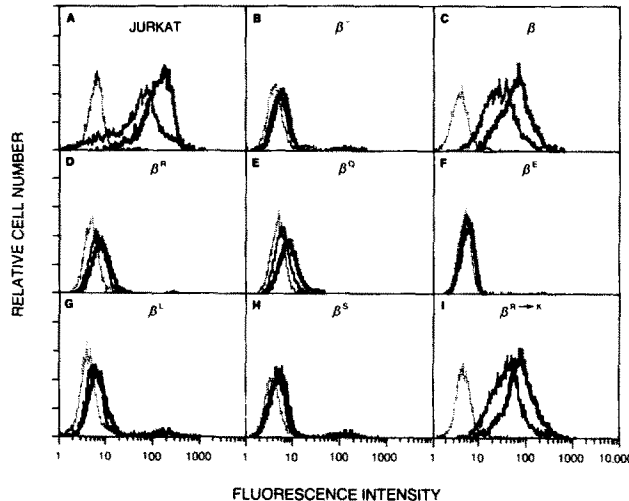 A JURKAT
B β⁻
C β
D β^R
E β^Q
F β^E
G β^L
H β^S
I β^R→K
RELATIVE CELL NUMBER
1 10 100 1000 1 10 100 1000 1 10 100 1000 10.000
FLUORESCENCE INTENSITY